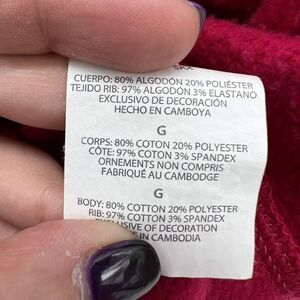 CUERPO: 80% ALGODÓN 20% POLIÉSTER
TEJIDO RIB: 97% ALGODÓN 3% ELASTANO
EXCLUSIVO DE DECORACIÓN
HECHO EN CAMBOYA
G
CORPS: 80% COTON 20% POLYESTER
CÔTE: 97% COTON 3% SPANDEX
ORNEMENTS NON COMPRIS
FABRIQUÉ AU CAMBODGE
G
BODY: 80% COTTON 20% POLYESTER
RIB: 97% COTTON 3% SPANDEX
OF DECORATION
IN CAMBODIA